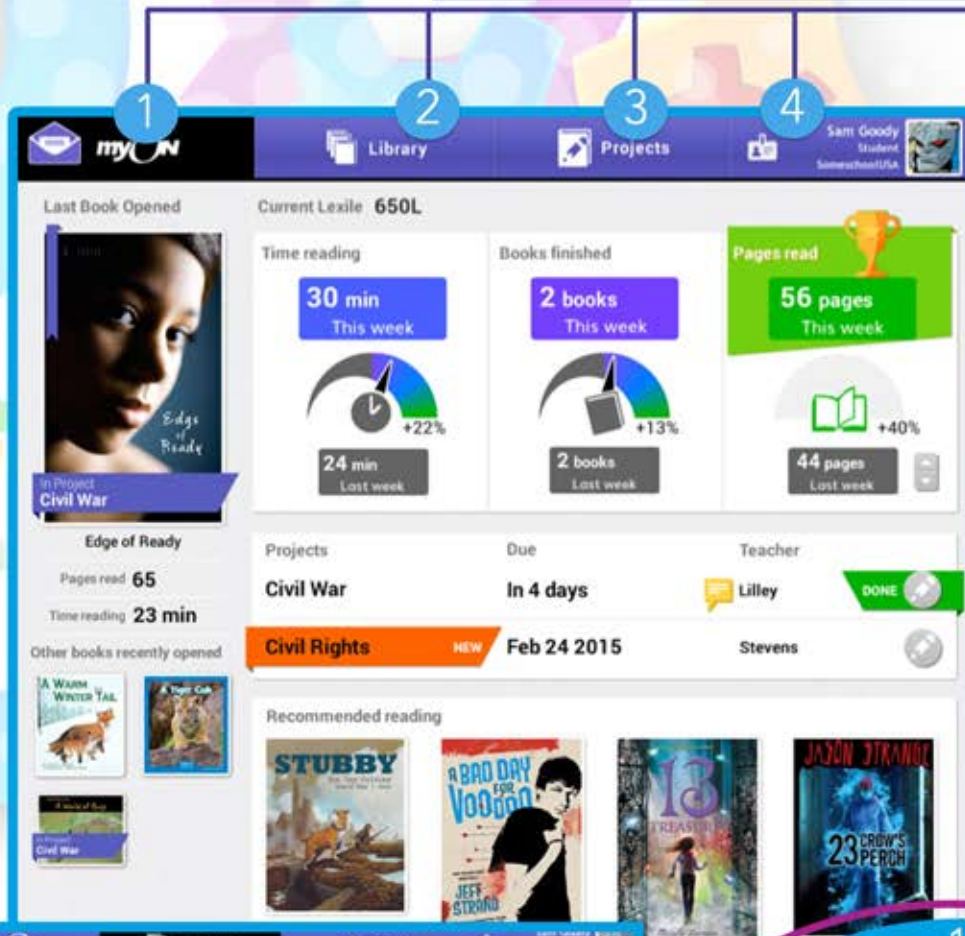 1
2
3
4
myON
Library
Projects
Sam Goody
Student
SomeschoolUSA
Last Book Opened
Edge
of
Ready
In Project
Civil War
Edge of Ready
Pages read 65
Time reading 23 min
Other books recently opened
A WARM
WINTER TAIL
A Tiger Cub
In Project
Civil War
Current Lexile 650L
Time reading
30 min
This week
+22%
24 min
Last week
Books finished
2 books
This week
+13%
2 books
Last week
Pages read
56 pages
This week
+40%
44 pages
Last week
Projects Due Teacher
Civil War In 4 days Lilley DONE
Civil Rights NEW Feb 24 2015 Stevens
Recommended reading
STUBBY
A BAD DAY
FOR
VOODOO
JEFF
STRAND
13
TREASURES
JASON STRANGE
23 CROW'S
PERCH
1